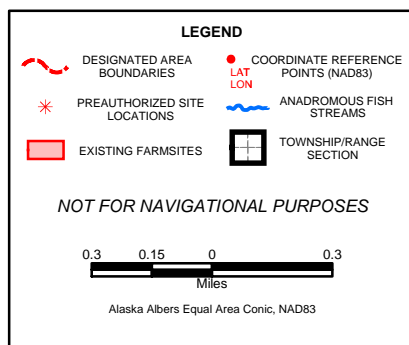 LEGEND
DESIGNATED AREA
BOUNDARIES
COORDINATE REFERENCE
POINTS (NAD83)
LAT
LON
PREAUTHORIZED SITE
LOCATIONS
ANADROMOUS FISH
STREAMS
EXISTING FARMSITES
TOWNSHIP/RANGE
SECTION
NOT FOR NAVIGATIONAL PURPOSES
0.3 0.15 0 0.3
Miles
Alaska Albers Equal Area Conic, NAD83